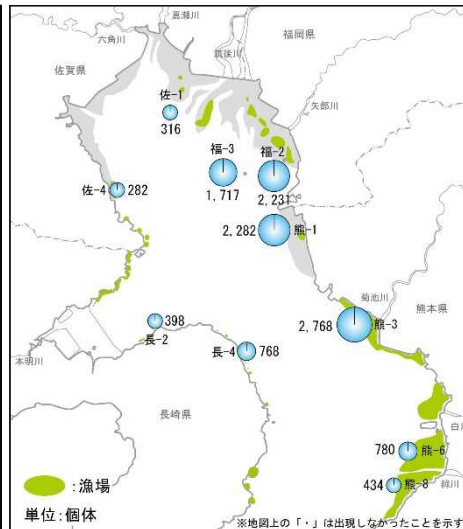 嘉瀬川
六角川
福岡県
筑後川
佐賀県
佐-1
316
矢部川
福-3
1,717
福-2
2,231
佐-4
282
2,282
熊-1
菊池川
熊本県
2,768
熊-3
398
長-2
長-4
768
本明川
長崎県
白川
780
熊-6
434
熊-8
緑川
:漁場
単位:個体
※地図上の「・」は出現しなかったことを示す